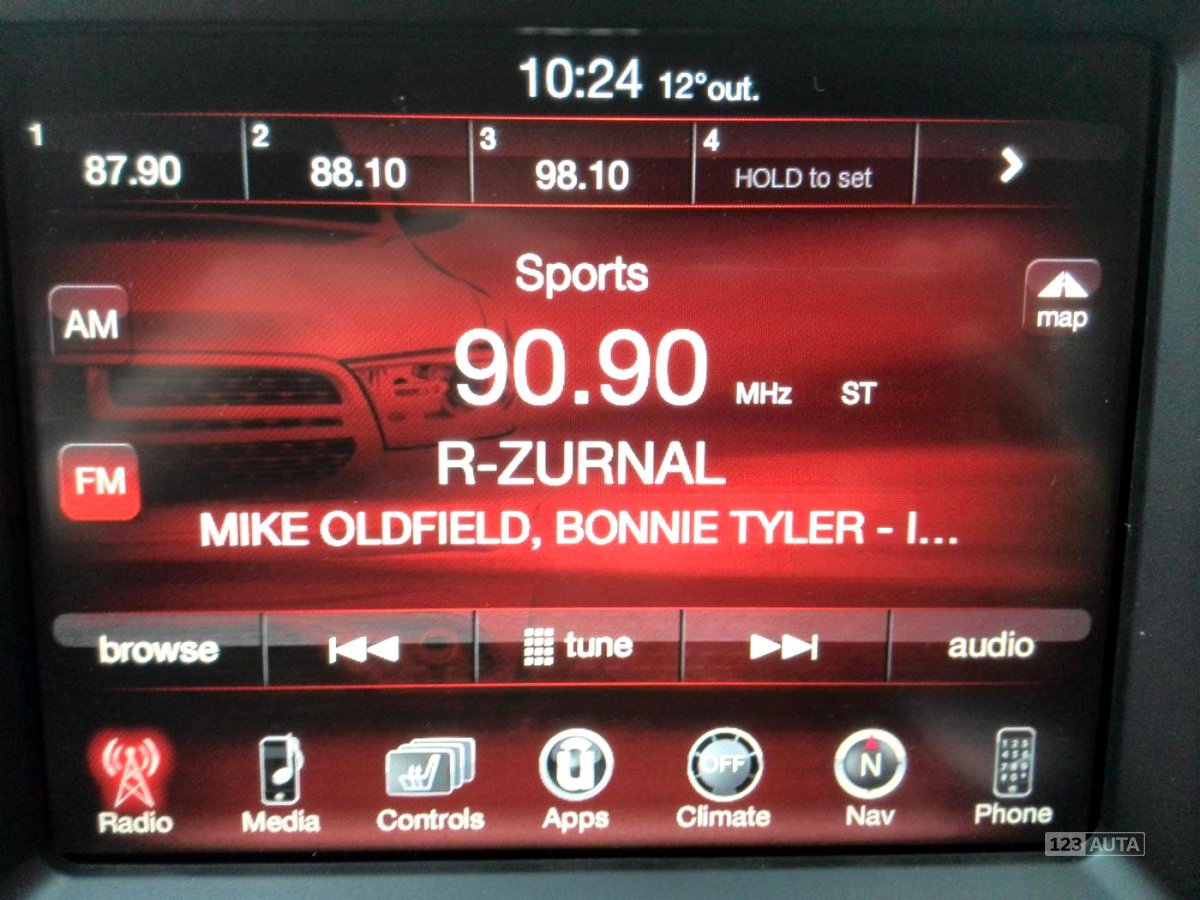 10:24 12°out.
1 87.90 2 88.10 3 98.10 4 HOLD to set
Sports
AM
map
90.90 MHz ST
R-ZURNAL
FM
MIKE OLDFIELD, BONNIE TYLER - I...
browse tune audio
OFF N
Radio Media Controls Apps Climate Nav Phone
123 AUTA